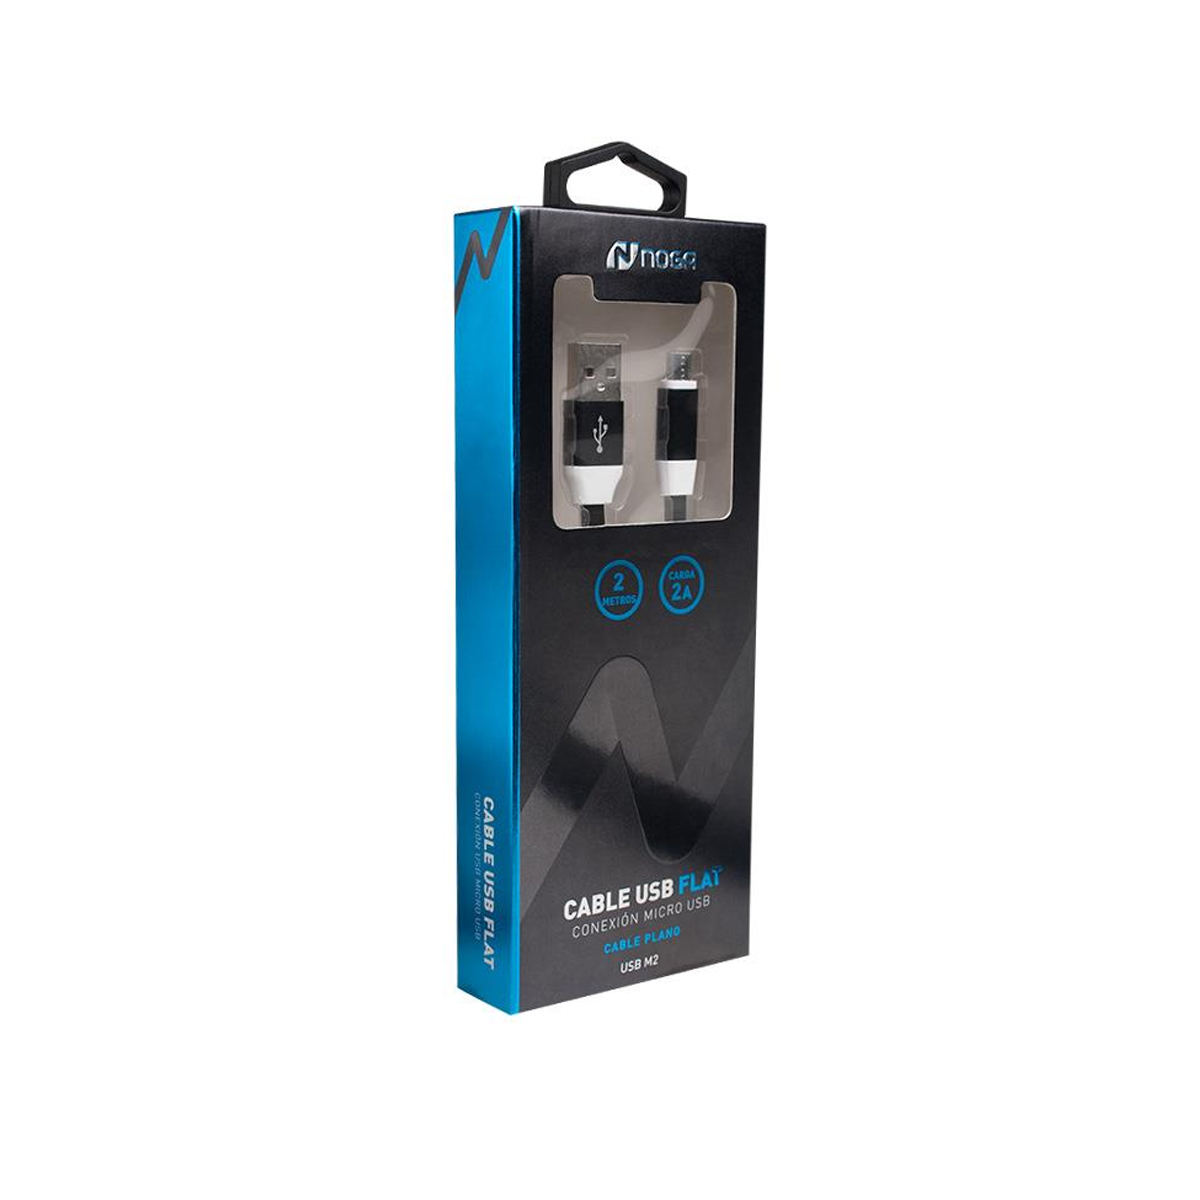 noga
2
METROS
CARGA
2A
CABLE USB FLAT
CONEXIÓN MICRO USB
CABLE PLANO
USB M2
CABLE USB FLAT
CONEXIÓN USB MICRO USB